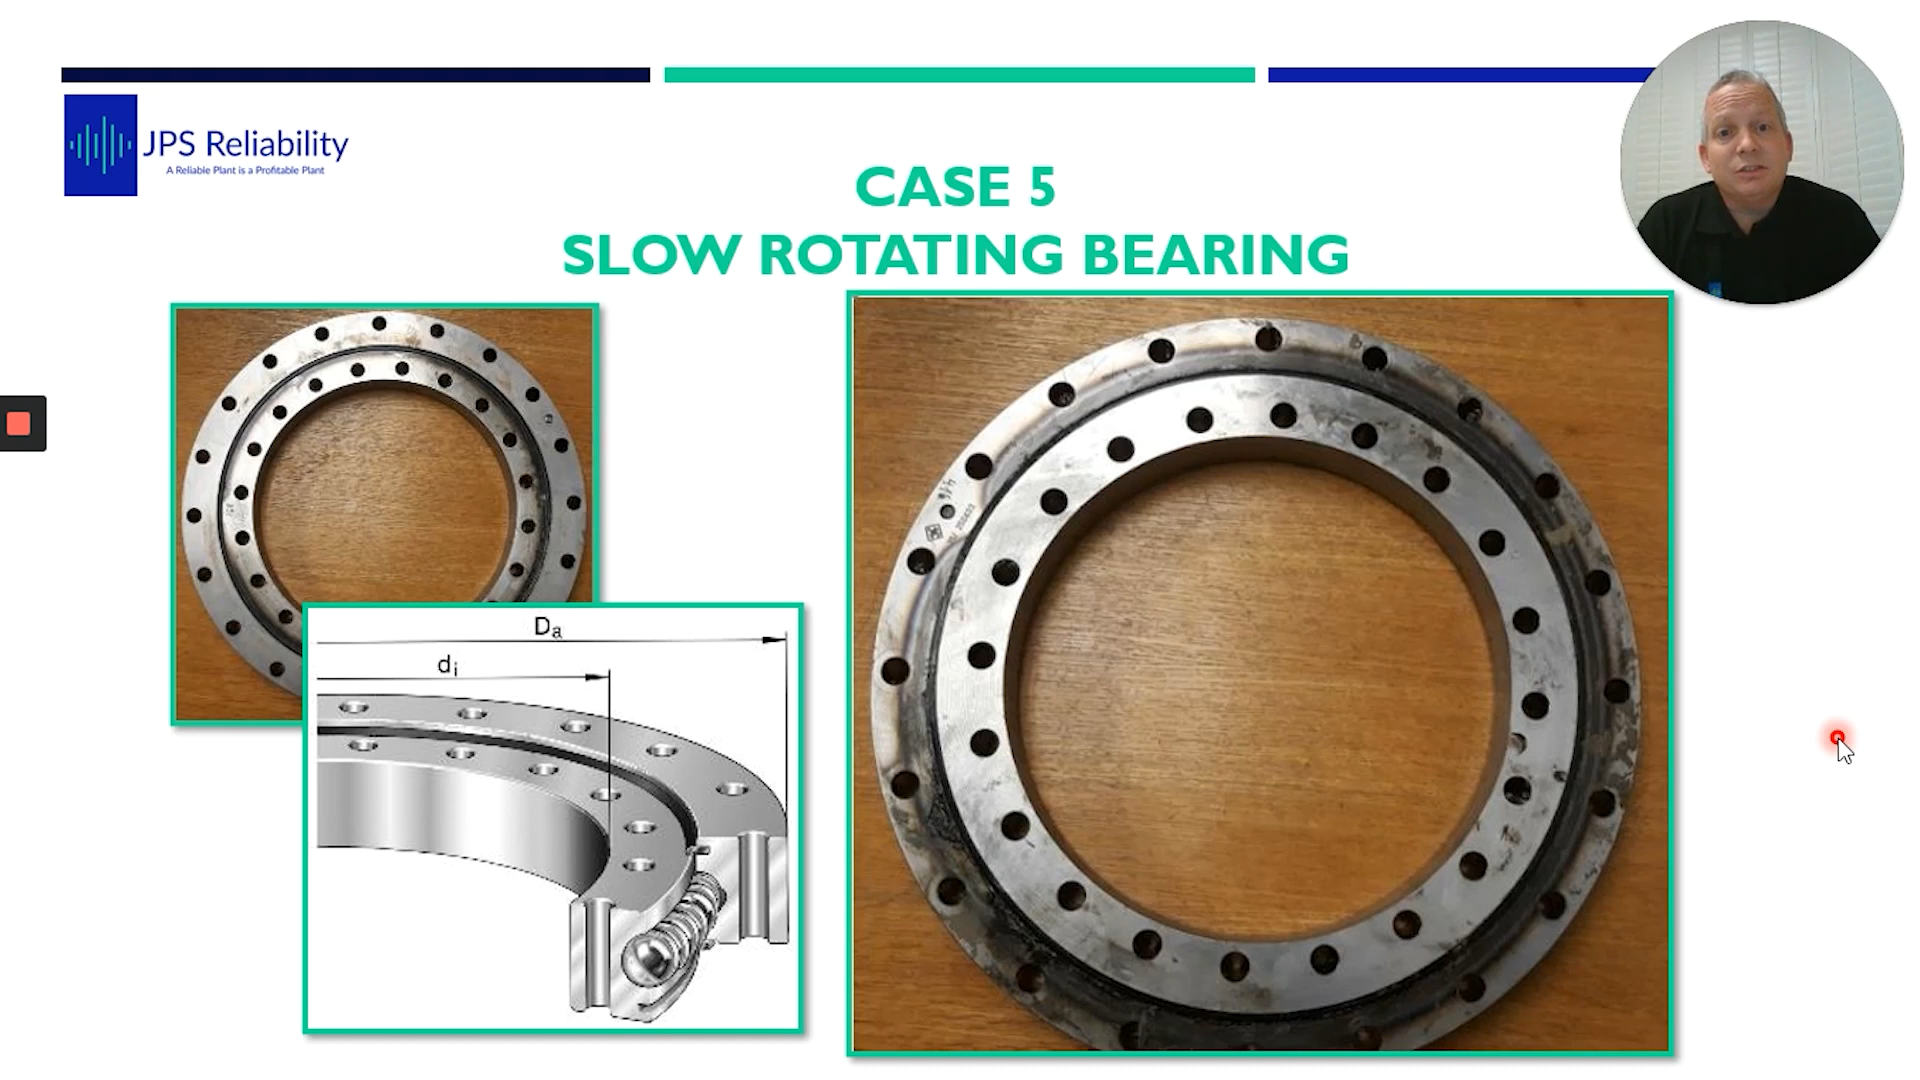 JPS Reliability
A Reliable Plant is a Profitable Plant
CASE 5
SLOW ROTATING BEARING
Da
di